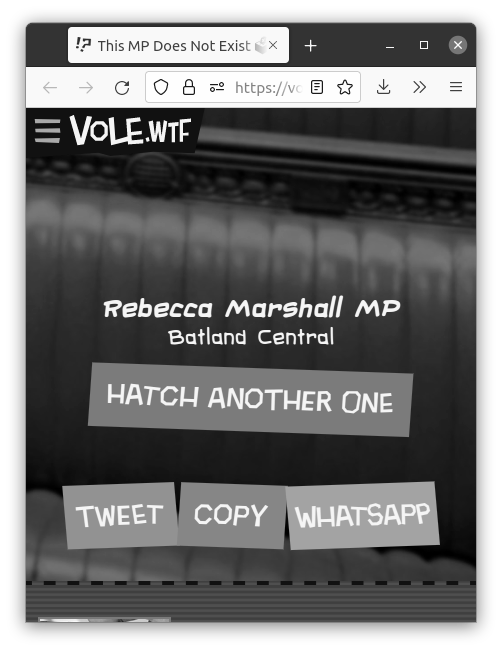 This MP Does Not Exist
https://vo
VOLE.WTF
Rebecca Marshall MP
Batland Central
HATCH ANOTHER ONE
TWEET COPY WHATSAPP